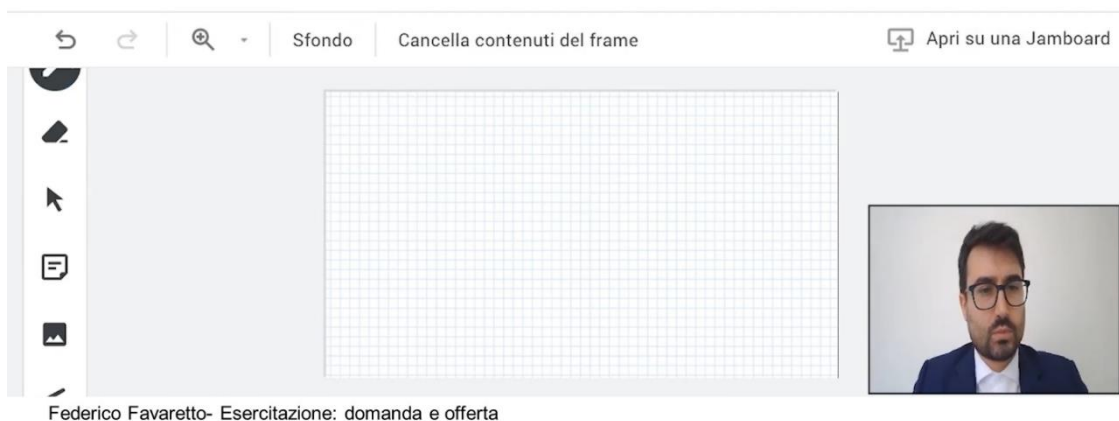 Sfondo Cancella contenuti del frame Apri su una Jamboard
Federico Favaretto- Esercitazione: domanda e offerta